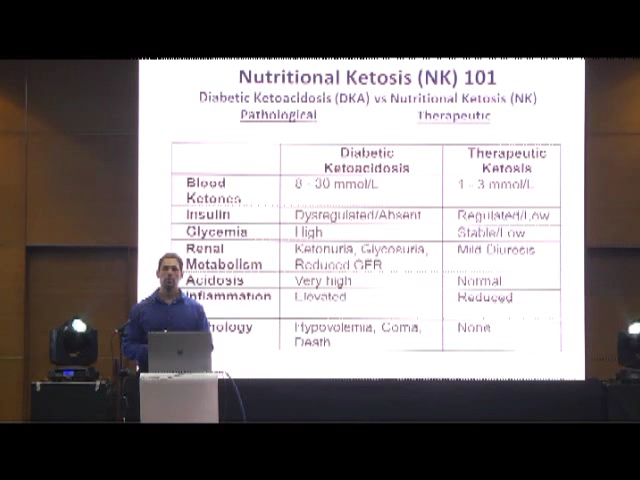 Nutritional Ketosis (NK) 101
Diabetic Ketoacidosis (DKA) vs Nutritional Ketosis (NK)
Pathological Therapeutic
Diabetic Ketoacidosis Therapeutic Ketosis
Blood Ketones 8 - 30 mmol/L 1 - 3 mmol/L
Insulin Dysregulated/Absent Regulated/Low
Glycemia High Stable/Low
Renal Metabolism Ketonuria, Glycosuria, Reduced GFR Mild Diuresis
Acidosis Very high Normal
Inflammation Elevated Reduced
hology Hypovolemia, Coma, Death None